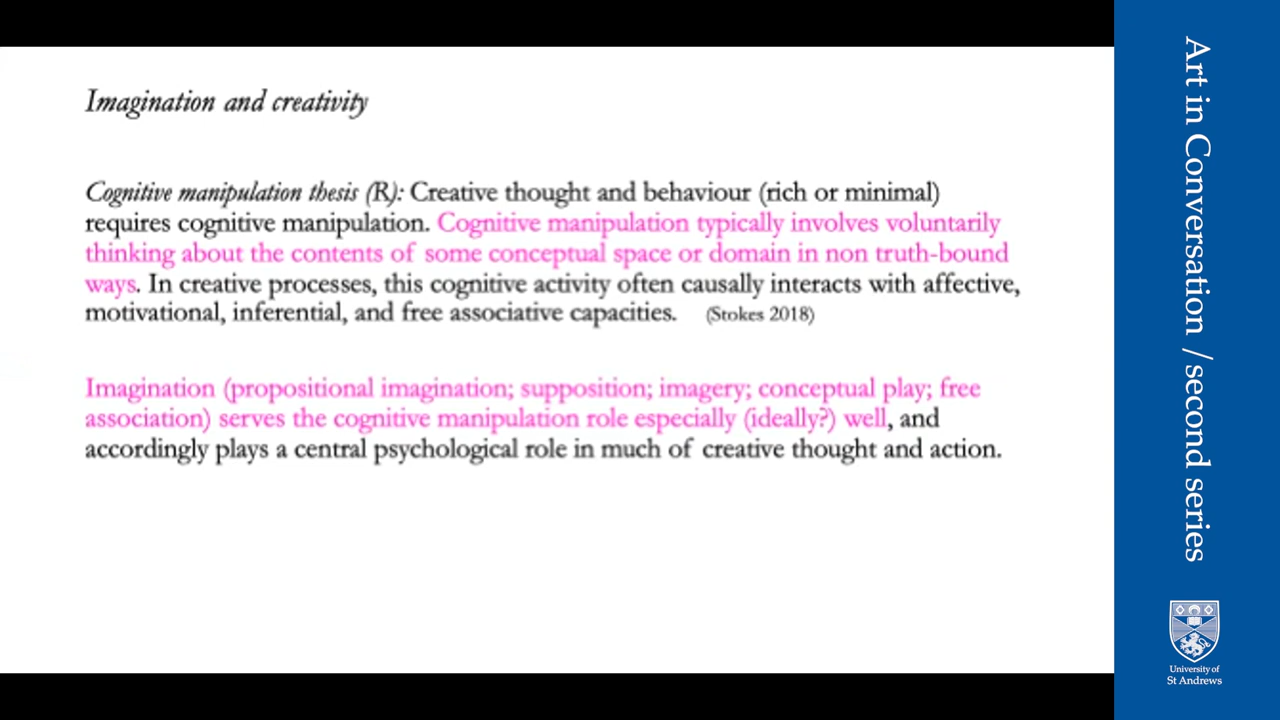 Imagination and creativity
Cognitive manipulation thesis (R): Creative thought and behaviour (rich or minimal)
requires cognitive manipulation. Cognitive manipulation typically involves voluntarily
thinking about the contents of some conceptual space or domain in non truth-bound
ways. In creative processes, this cognitive activity often causally interacts with affective,
motivational, inferential, and free associative capacities. (Stokes 2018)
Imagination (propositional imagination; supposition; imagery; conceptual play; free
association) serves the cognitive manipulation role especially (ideally?) well, and
accordingly plays a central psychological role in much of creative thought and action.
Art in Conversation / second series
University of
St Andrews